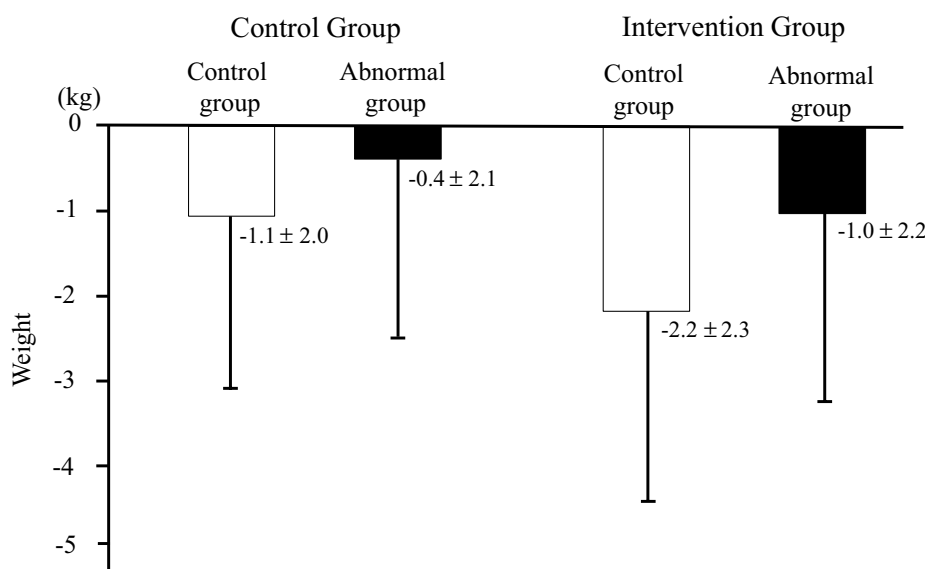 Control Group
Intervention Group
Control
group
Abnormal
group
Control
group
Abnormal
group
(kg)
0
-1
-2
-3
-4
-5
Weight
-1.1 ± 2.0
-0.4 ± 2.1
-2.2 ± 2.3
-1.0 ± 2.2